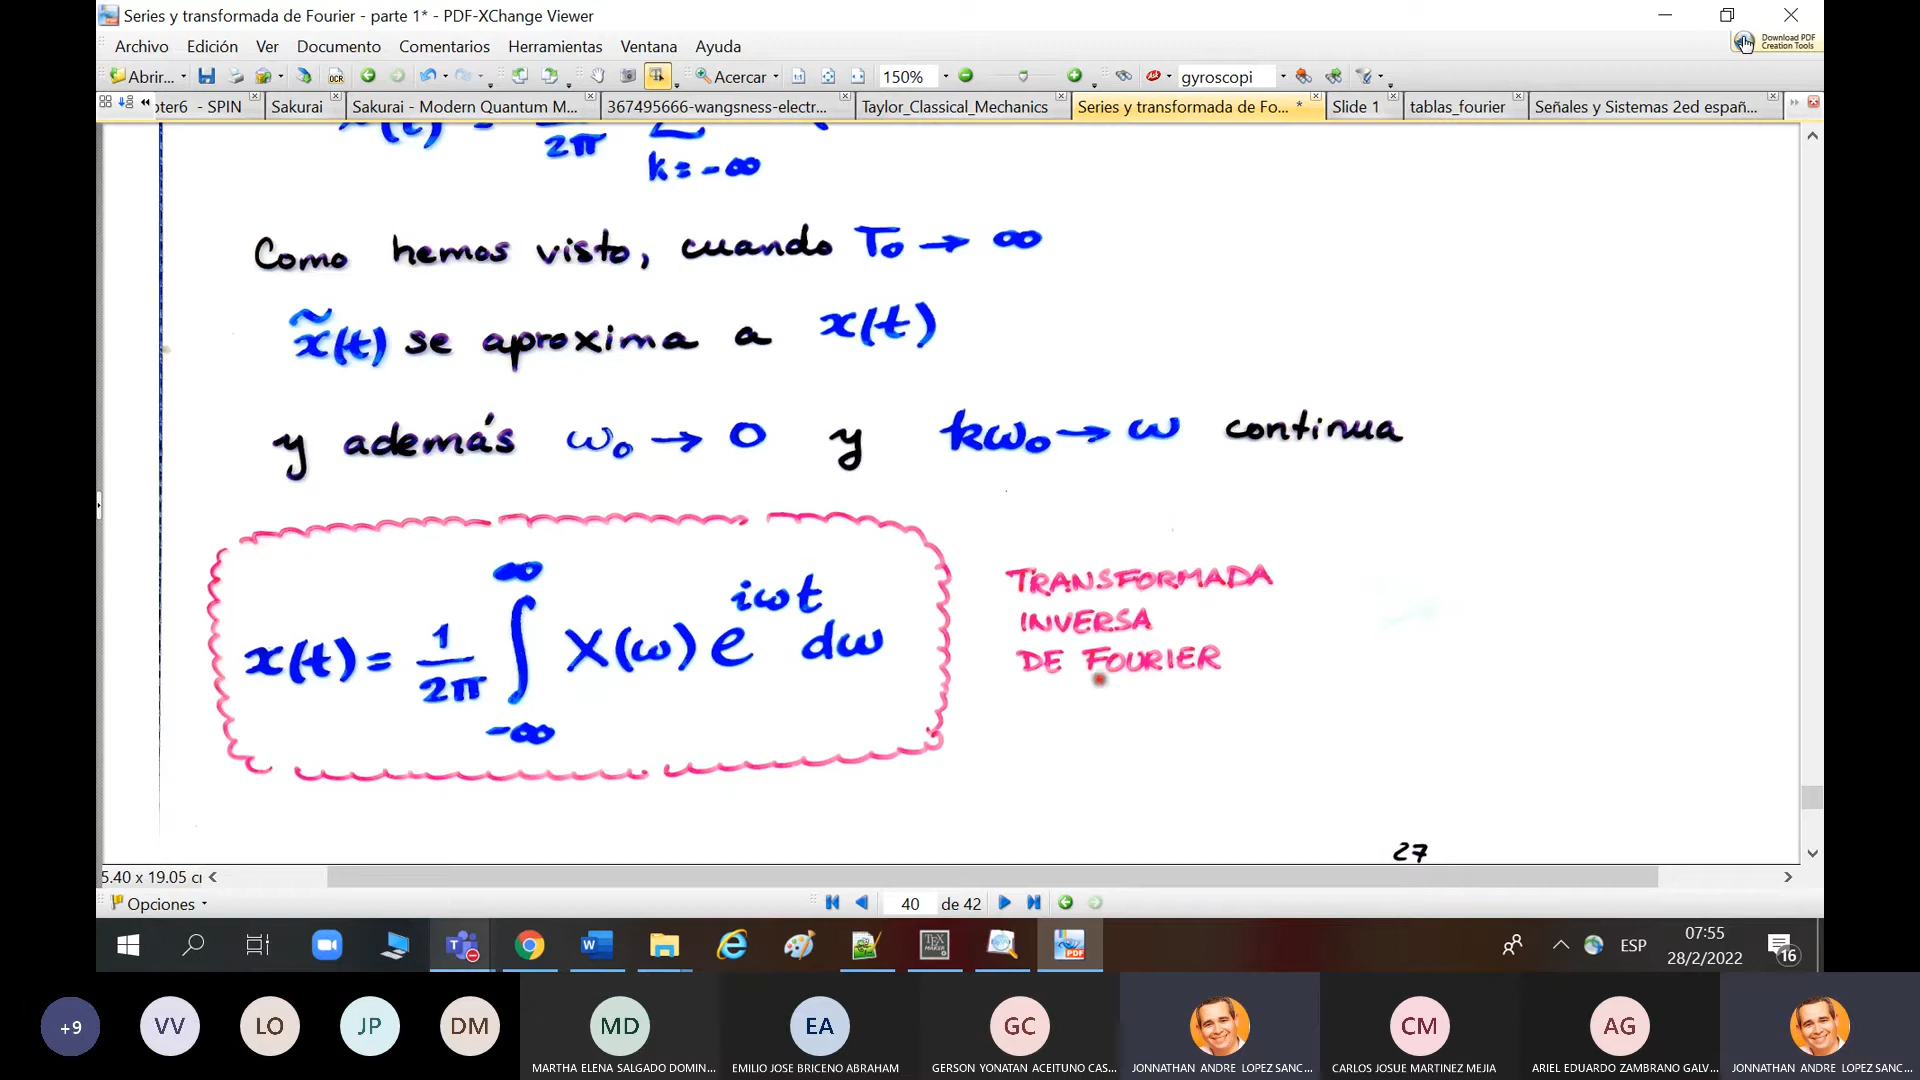 Series y transformada de Fourier - parte 1* - PDF-XChange Viewer
Archivo Edición Ver Documento Comentarios Herramientas Ventana Ayuda
Download PDF
Creation Tools
Abrir... OCR Acercar 150% gyroscopi
oter6 - SPIN Sakurai Sakurai - Modern Quantum M... 367495666-wangsness-electr... Taylor_Classical_Mechanics Series y transformada de Fo... * Slide 1 tablas_fourier Señales y Sistemas 2ed españ...
2π
k = -∞
Como hemos visto, cuando T₀ → ∞
x̃(t) se aproxima a x(t)
y además ω₀ → 0 y kω₀ → ω continua
x(t) = 1/2π ∫_{-∞}^{∞} X(ω) e^{iωt} dω
TRANSFORMADA
INVERSA
DE FOURIER
27
5.40 x 19.05 cı
Opciones 40 de 42
ESP
07:55
28/2/2022
16
+9 VV LO JP DM MD EA GC CM AG
MARTHA ELENA SALGADO DOMIN... EMILIO JOSE BRICENO ABRAHAM GERSON YONATAN ACEITUNO CAS... JONNATHAN ANDRE LOPEZ SANC... CARLOS JOSUE MARTINEZ MEJIA ARIEL EDUARDO ZAMBRANO GALV... JONNATHAN ANDRE LOPEZ SANC...